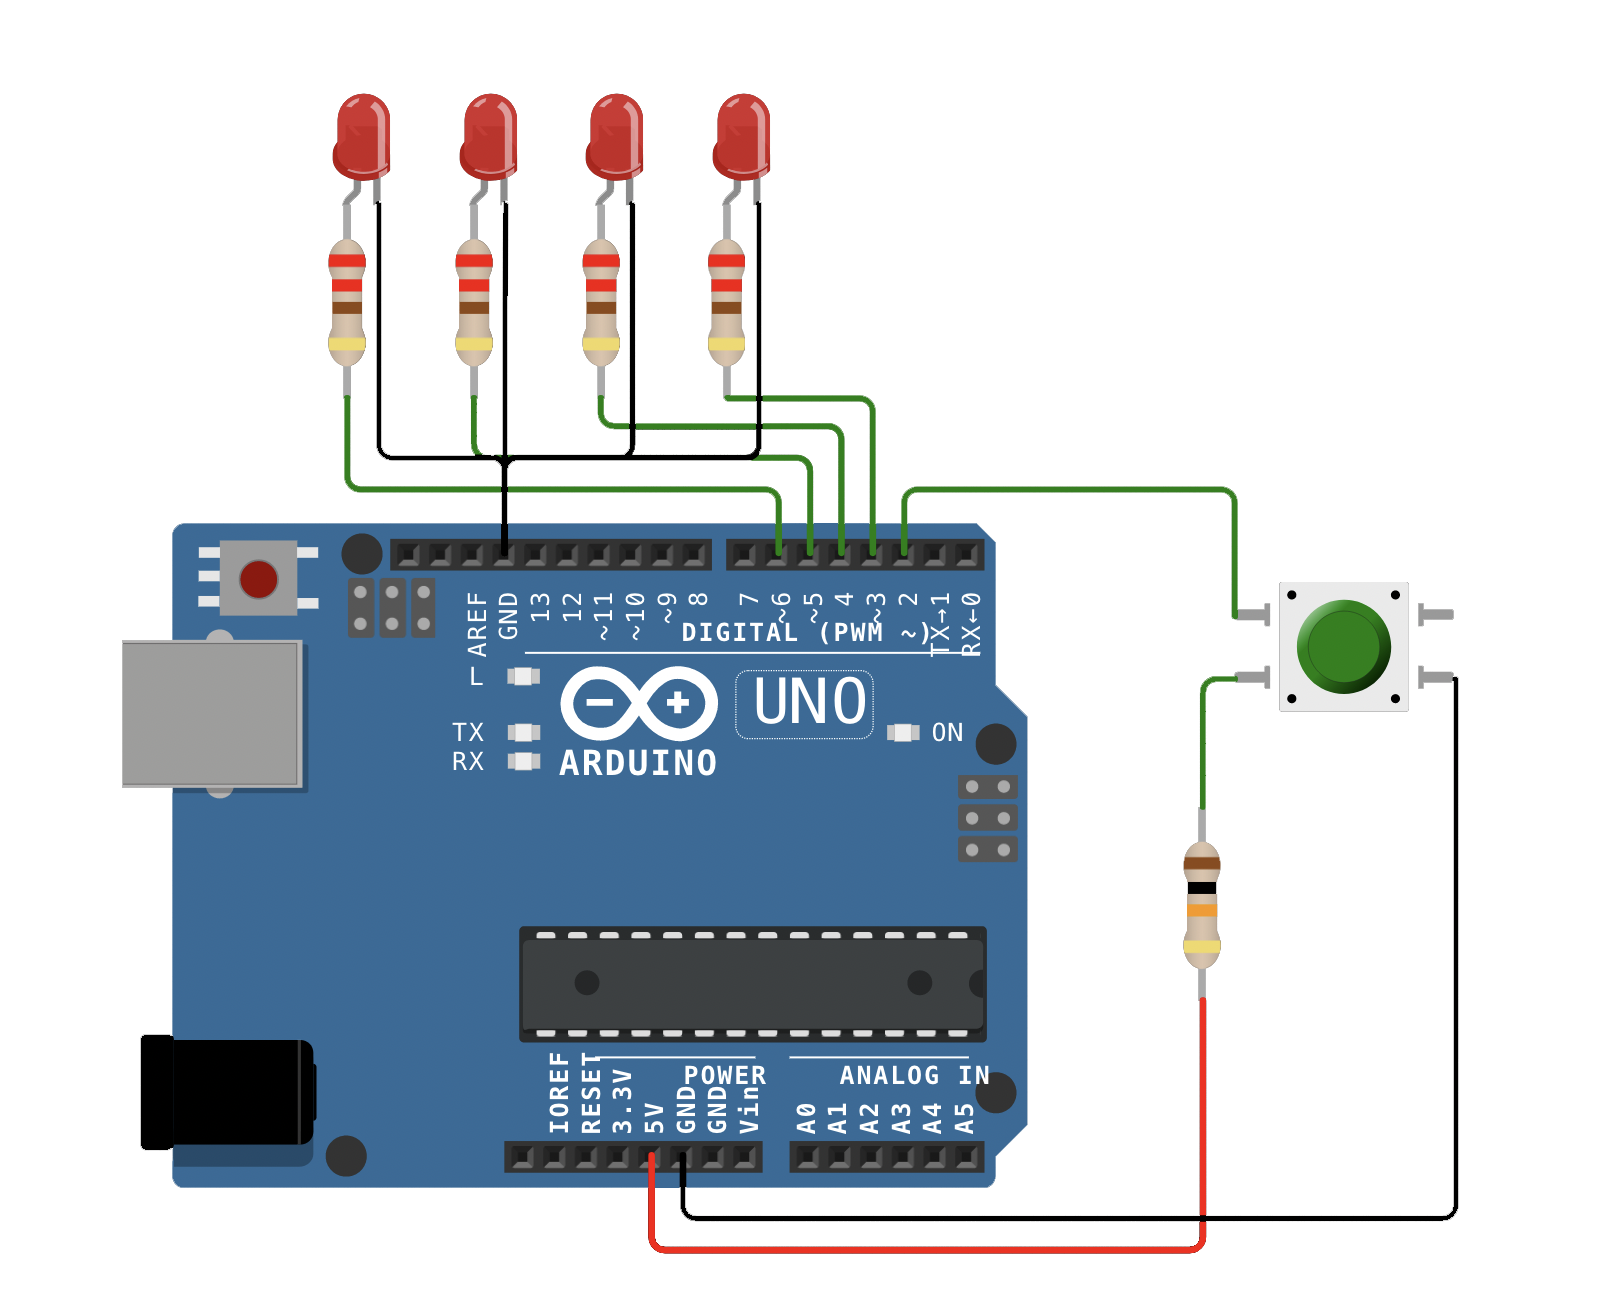 AREF
GND
13
12
~11
~10
~9
8
7
~6
~5
4
~3
2
TX→1
RX←0
DIGITAL (PWM ~)
L
TX
RX
ARDUINO
UNO
ON
IOREF
RESET
3.3V
5V
GND
GND
Vin
POWER
ANALOG IN
A0
A1
A2
A3
A4
A5